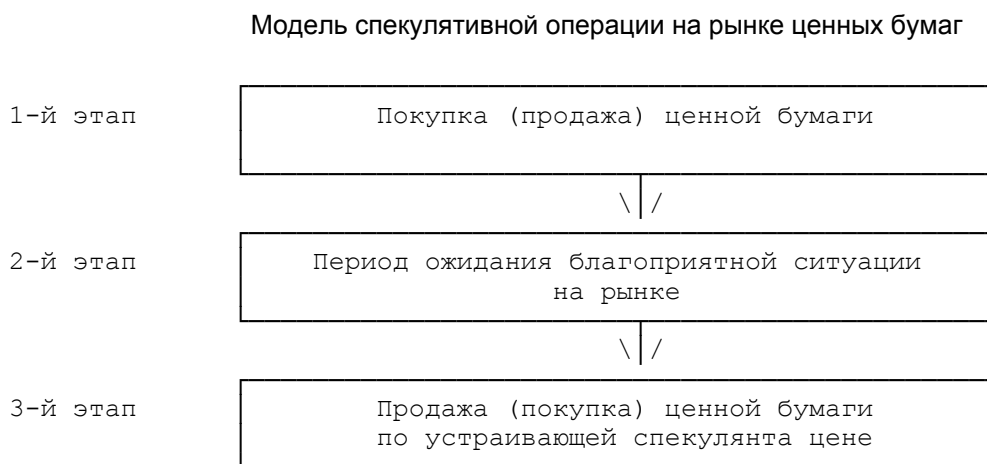 Модель спекулятивной операции на рынке ценных бумаг
1-й этап Покупка (продажа) ценной бумаги
2-й этап Период ожидания благоприятной ситуации
на рынке
3-й этап Продажа (покупка) ценной бумаги
по устраивающей спекулянта цене